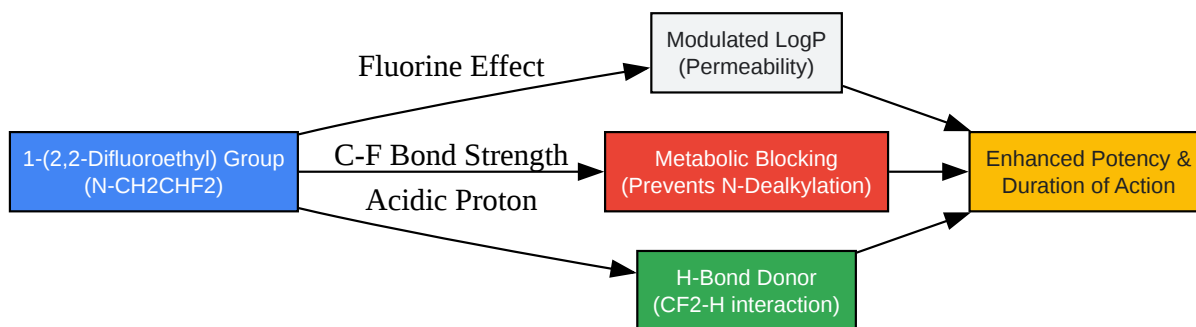 1-(2,2-Difluoroethyl) Group
(N-CH2CHF2)
Fluorine Effect
C-F Bond Strength
Acidic Proton
Modulated LogP
(Permeability)
Metabolic Blocking
(Prevents N-Dealkylation)
H-Bond Donor
(CF2-H interaction)
Enhanced Potency &
Duration of Action